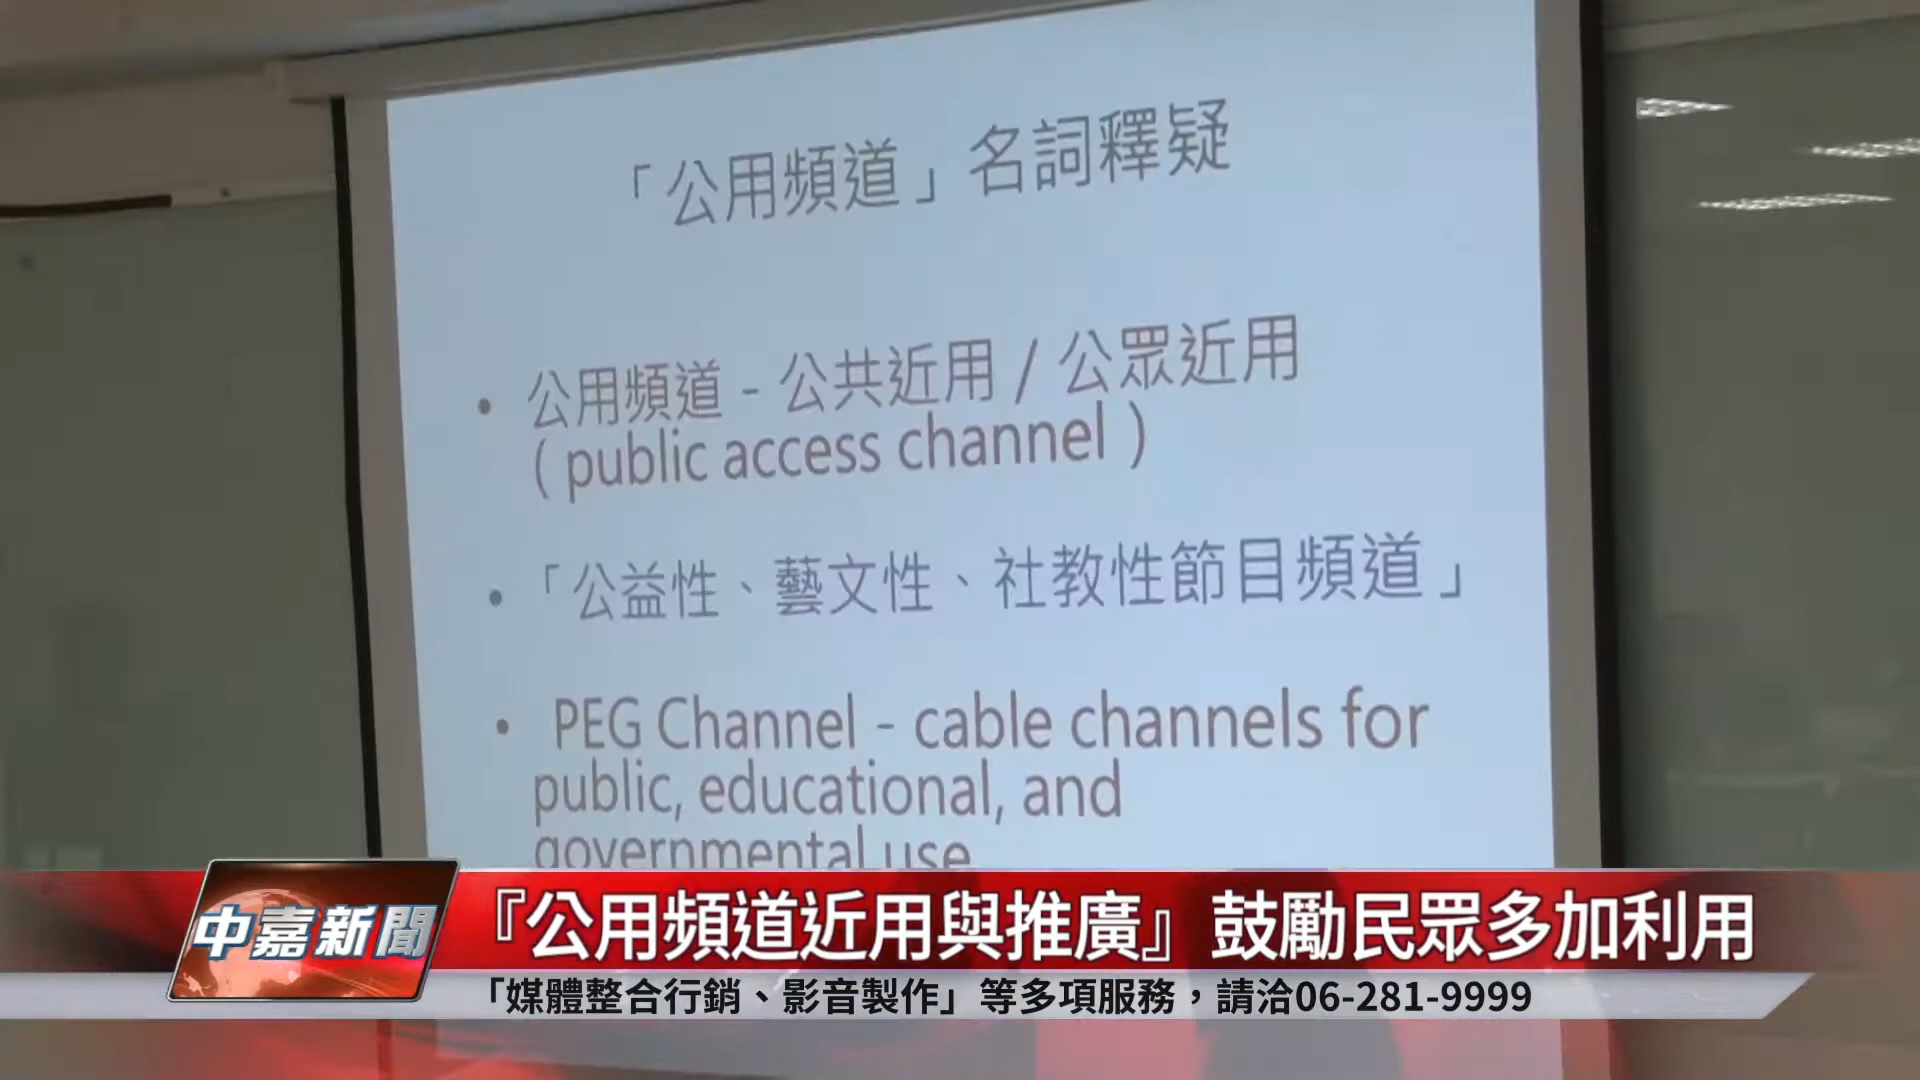 「公用頻道」名詞釋疑
• 公用頻道 - 公共近用 / 公眾近用
( public access channel )
• 「公益性、藝文性、社教性節目頻道」
• PEG Channel - cable channels for
public, educational, and
governmental use
中嘉新聞
『公用頻道近用與推廣』鼓勵民眾多加利用
「媒體整合行銷、影音製作」等多項服務，請洽06-281-9999